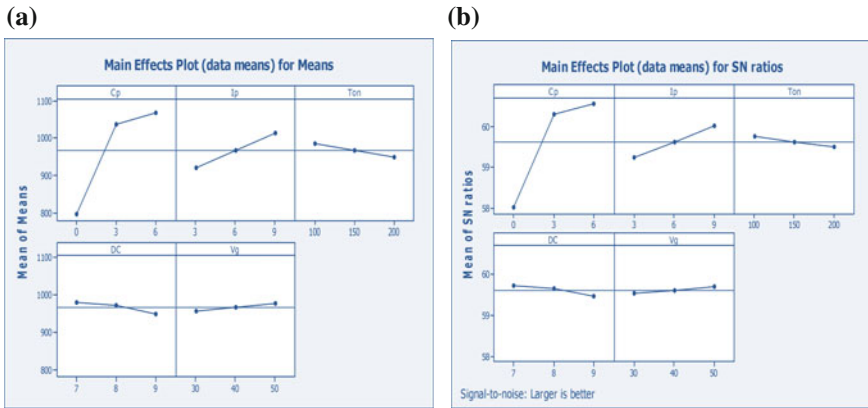 (a)
Main Effects Plot (data means) for Means
Cp Ip Ton
Mean of Means
1100
1000
900
800
0 3 6 3 6 9 100 150 200
DC Vg
1100
1000
900
800
7 8 9 30 40 50
(b)
Main Effects Plot (data means) for SN ratios
Cp Ip Ton
Mean of SN ratios
60
59
58
0 3 6 3 6 9 100 150 200
DC Vg
60
59
58
7 8 9 30 40 50
Signal-to-noise: Larger is better